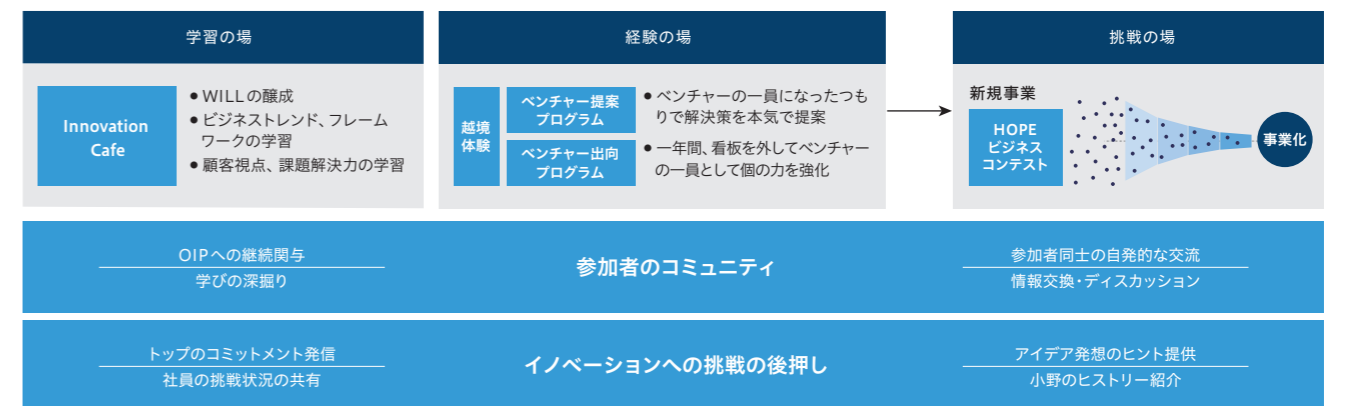 学習の場
Innovation
Cafe
● WILLの醸成
● ビジネストレンド、フレーム
ワークの学習
● 顧客視点、課題解決力の学習
経験の場
越境
体験
ベンチャー提案
プログラム
● ベンチャーの一員になったつも
りで解決策を本気で提案
ベンチャー出向
プログラム
● 一年間、看板を外してベンチャー
の一員として個の力を強化
挑戦の場
新規事業
HOPE
ビジネス
コンテスト
事業化
OIPへの継続関与
学びの深掘り
参加者のコミュニティ
参加者同士の自発的な交流
情報交換・ディスカッション
トップのコミットメント発信
社員の挑戦状況の共有
イノベーションへの挑戦の後押し
アイデア発想のヒント提供
小野のヒストリー紹介